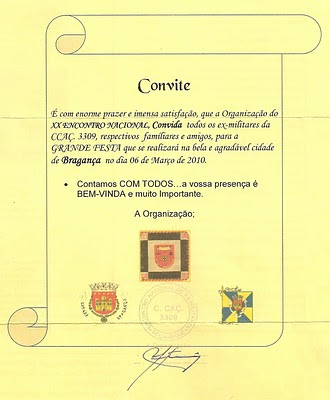 Convite
É com enorme prazer e imensa satisfação, que a Organização do
XX ENCONTRO NACIONAL, Convida todos os ex-militares da
CCAÇ. 3309, respectivos familiares e amigos, para a
GRANDE FESTA que se realizará na bela e agradável cidade
de Bragança no dia 06 de Março de 2010.
• Contamos COM TODOS…a vossa presença é
BEM-VINDA e muito Importante.
A Organização;
C. CAÇ.
3309